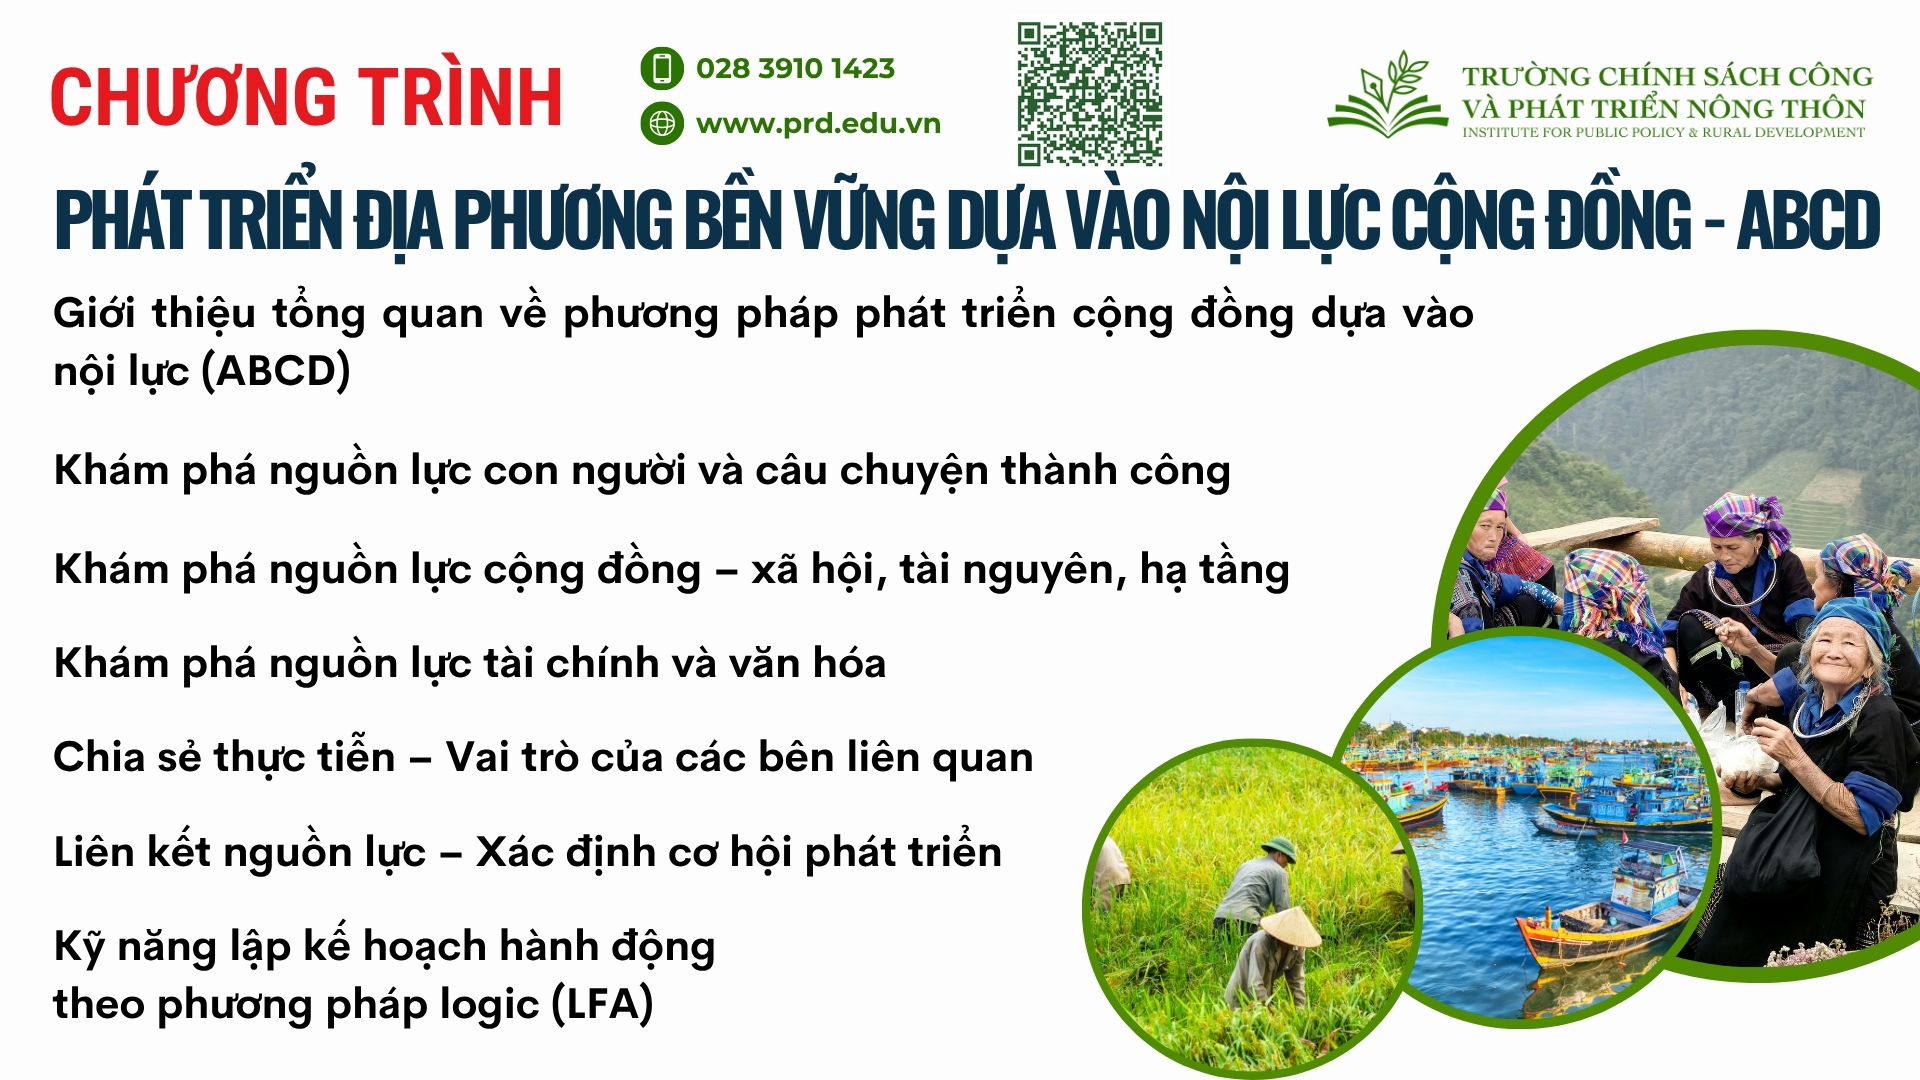 CHƯƠNG TRÌNH
028 3910 1423
www.prd.edu.vn
TRƯỜNG CHÍNH SÁCH CÔNG
VÀ PHÁT TRIỂN NÔNG THÔN
INSTITUTE FOR PUBLIC POLICY & RURAL DEVELOPMENT
PHÁT TRIỂN ĐỊA PHƯƠNG BỀN VỮNG DỰA VÀO NỘI LỰC CỘNG ĐỒNG - ABCD
Giới thiệu tổng quan về phương pháp phát triển cộng đồng dựa vào
nội lực (ABCD)
Khám phá nguồn lực con người và câu chuyện thành công
Khám phá nguồn lực cộng đồng – xã hội, tài nguyên, hạ tầng
Khám phá nguồn lực tài chính và văn hóa
Chia sẻ thực tiễn – Vai trò của các bên liên quan
Liên kết nguồn lực – Xác định cơ hội phát triển
Kỹ năng lập kế hoạch hành động
theo phương pháp logic (LFA)